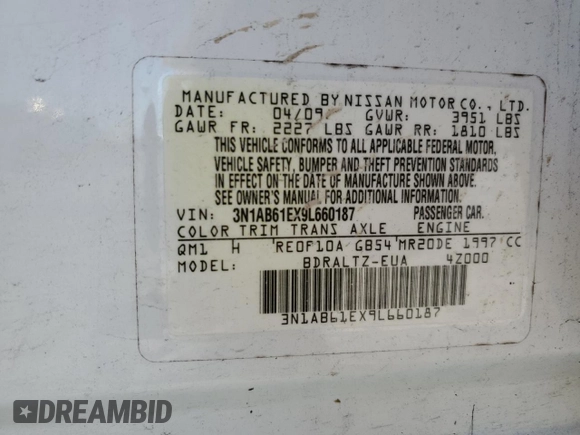 MANUFACTURED BY NISSAN MOTOR CO., LTD.
DATE: 04/09 GVWR: 3951 LBS
GAWR FR: 2227 LBS GAWR RR: 1810 LBS
THIS VEHICLE CONFORMS TO ALL APPLICABLE FEDERAL MOTOR
VEHICLE SAFETY, BUMPER AND THEFT PREVENTION STANDARDS
IN EFFECT ON THE DATE OF MANUFACTURE SHOWN ABOVE.
SEE OWNER'S MANUAL FOR ADDITIONAL INFORMATION.
VIN: 3N1AB61EX9L660187 PASSENGER CAR.
COLOR TRIM TRANS AXLE ENGINE
QM1 H RE0F10A GB54 MR20DE 1997 CC
MODEL: BDRALTZ-EUA 4Z000
3N1AB61EX9L660187
DREAMBID